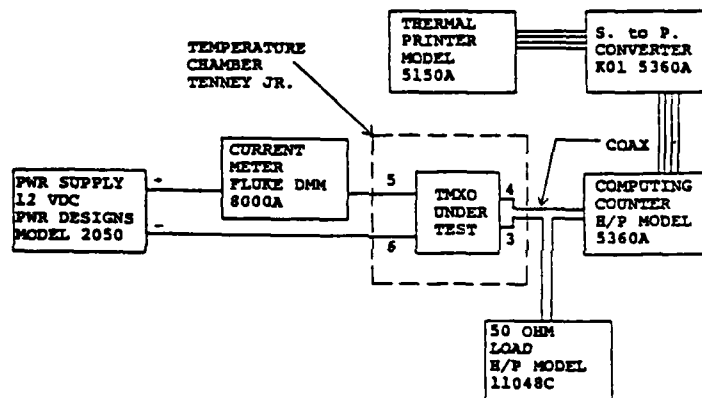 THERMAL
PRINTER
MODEL
5150A
S. to P.
CONVERTER
K01 5360A
TEMPERATURE
CHAMBER
TENNEY JR.
COAX
CURRENT
METER
FLUKE DMM
8000A
PWR SUPPLY
12 VDC
PWR DESIGNS
MODEL 2050
+
-
5
6
TMXO
UNDER
TEST
4
3
COMPUTING
COUNTER
H/P MODEL
5360A
50 OHM
LOAD
H/P MODEL
11048C